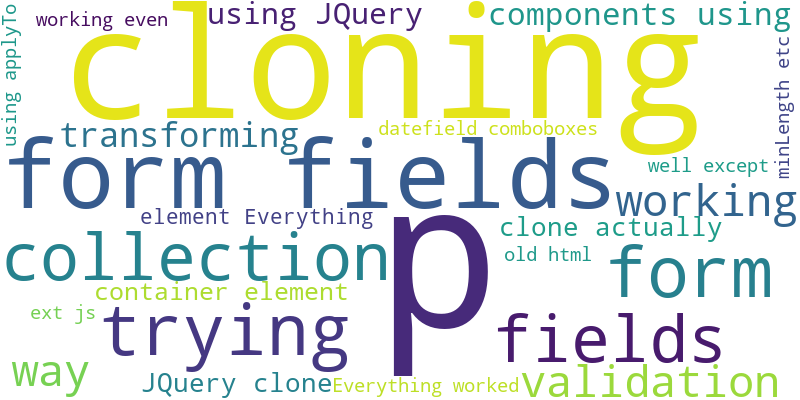 using applyTo
working even
using JQuery
components using
cloning
minLength etc
transforming
datefield comboboxes
form fields
well except
working
element Everything
p
clone actually
collection
old html
form
container element
ext js
trying
fields
way
JQuery clone
Everything worked
validation